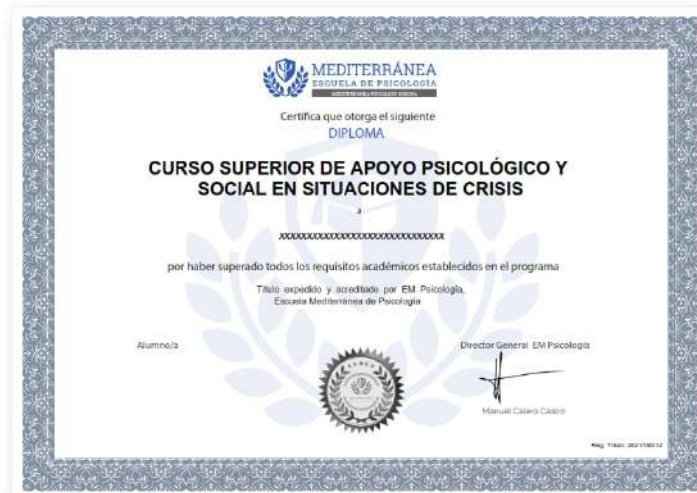 MEDITERRÁNEA
ESCUELA DE PSICOLOGÍA
Certifica que otorga el siguiente
DIPLOMA
CURSO SUPERIOR DE APOYO PSICOLÓGICO Y
SOCIAL EN SITUACIONES DE CRISIS
a
xxxxxxxxxxxxxxxxxxxxxxxxxxxxxx
por haber superado todos los requisitos académicos establecidos en el programa
Título expedido y acreditado por EM Psicología,
Escuela Mediterránea de Psicología
Alumno/a
Director General EM Psicología
Manuel Calero Castro
Reg. Título: